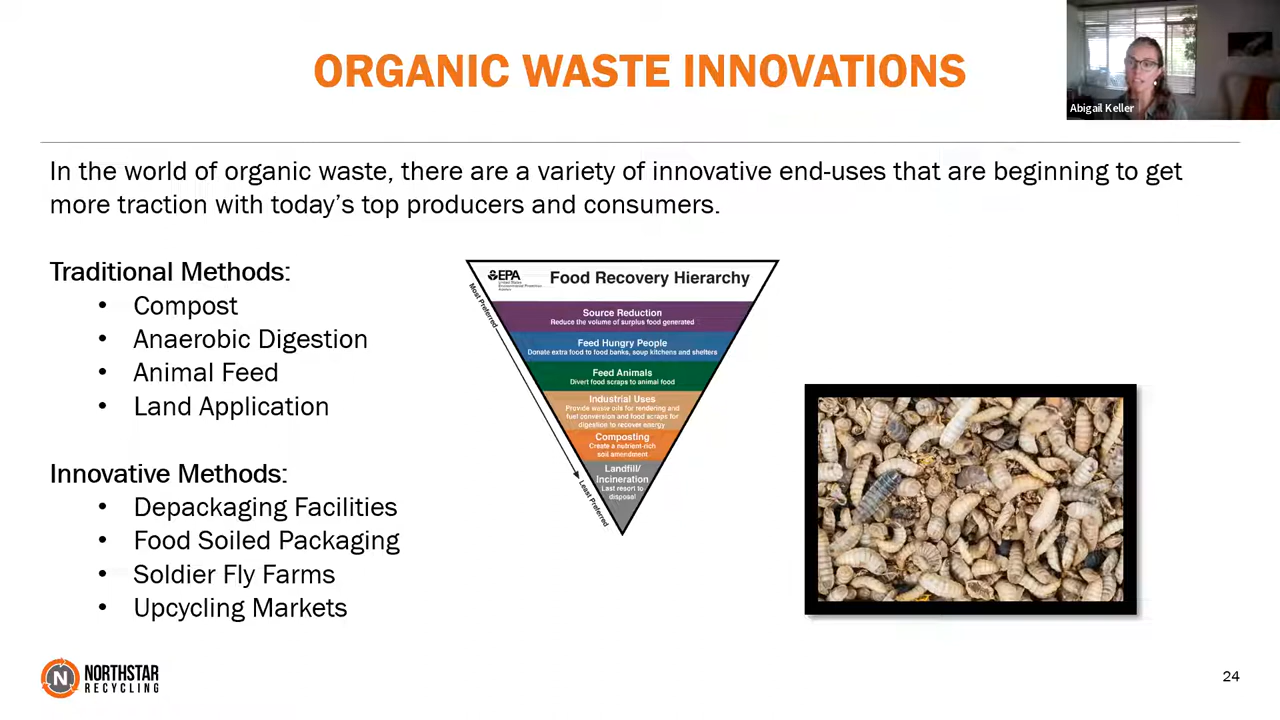 ORGANIC WASTE INNOVATIONS
Abigail Keller
In the world of organic waste, there are a variety of innovative end-uses that are beginning to get
more traction with today's top producers and consumers.
Traditional Methods:
• Compost
• Anaerobic Digestion
• Animal Feed
• Land Application
Innovative Methods:
• Depackaging Facilities
• Food Soiled Packaging
• Soldier Fly Farms
• Upcycling Markets
EPA
United States
Environmental Protection
Agency
Food Recovery Hierarchy
Most Preferred
Source Reduction
Reduce the volume of surplus food generated
Feed Hungry People
Donate extra food to food banks, soup kitchens and shelters
Feed Animals
Divert food scraps to animal food
Industrial Uses
Provide waste oils for rendering and
fuel conversion and food scraps for
digestion to recover energy
Composting
Create a nutrient-rich
soil amendment
Landfill/
Incineration
Last resort to
disposal
Least Preferred
N
NORTHSTAR
RECYCLING
24